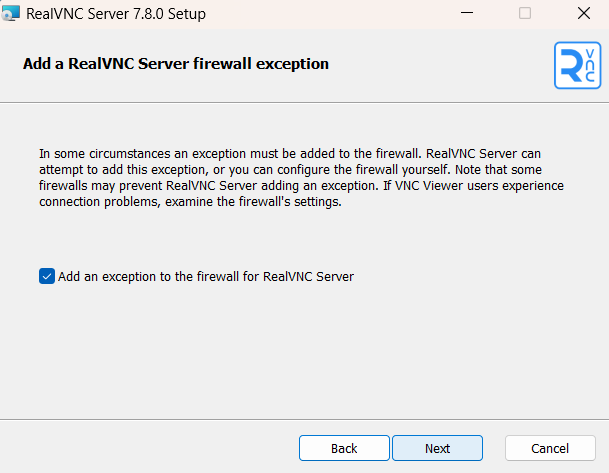 RealVNC Server 7.8.0 Setup
Add a RealVNC Server firewall exception
In some circumstances an exception must be added to the firewall. RealVNC Server can
attempt to add this exception, or you can configure the firewall yourself. Note that some
firewalls may prevent RealVNC Server adding an exception. If VNC Viewer users experience
connection problems, examine the firewall's settings.
Add an exception to the firewall for RealVNC Server
Back
Next
Cancel